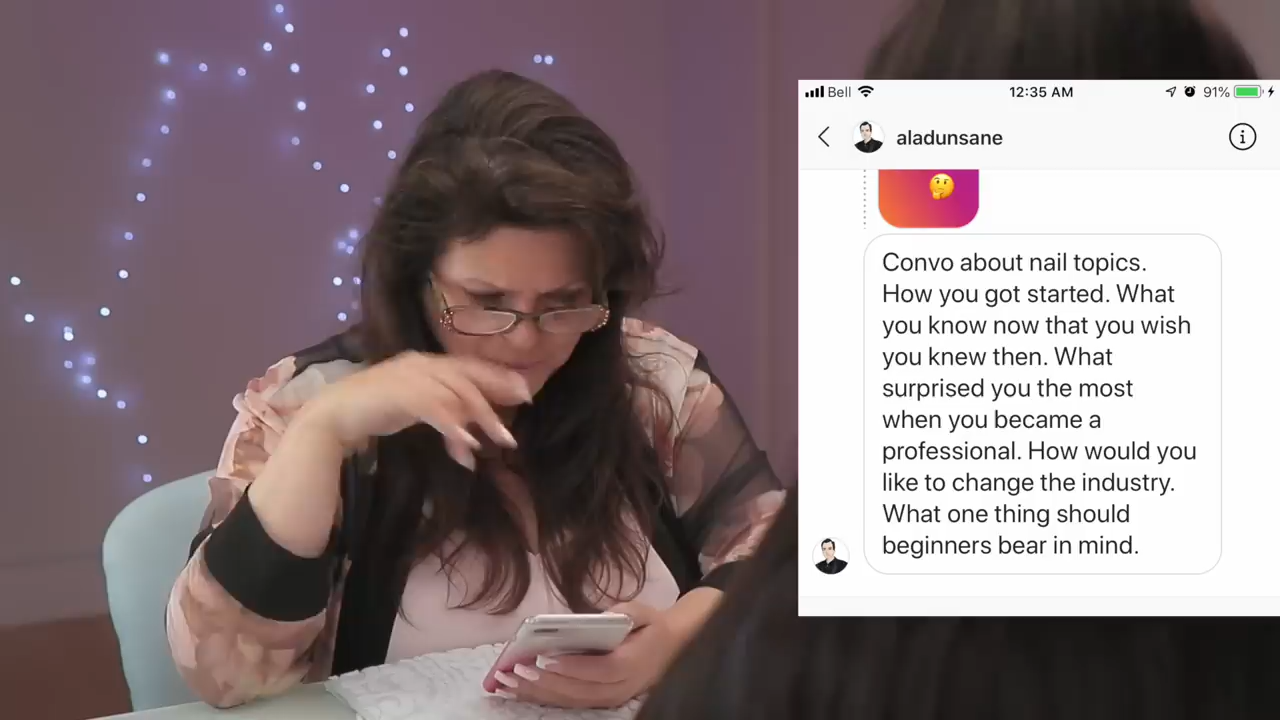 Bell
12:35 AM
91%
aladunsane
Convo about nail topics.
How you got started. What
you know now that you wish
you knew then. What
surprised you the most
when you became a
professional. How would you
like to change the industry.
What one thing should
beginners bear in mind.